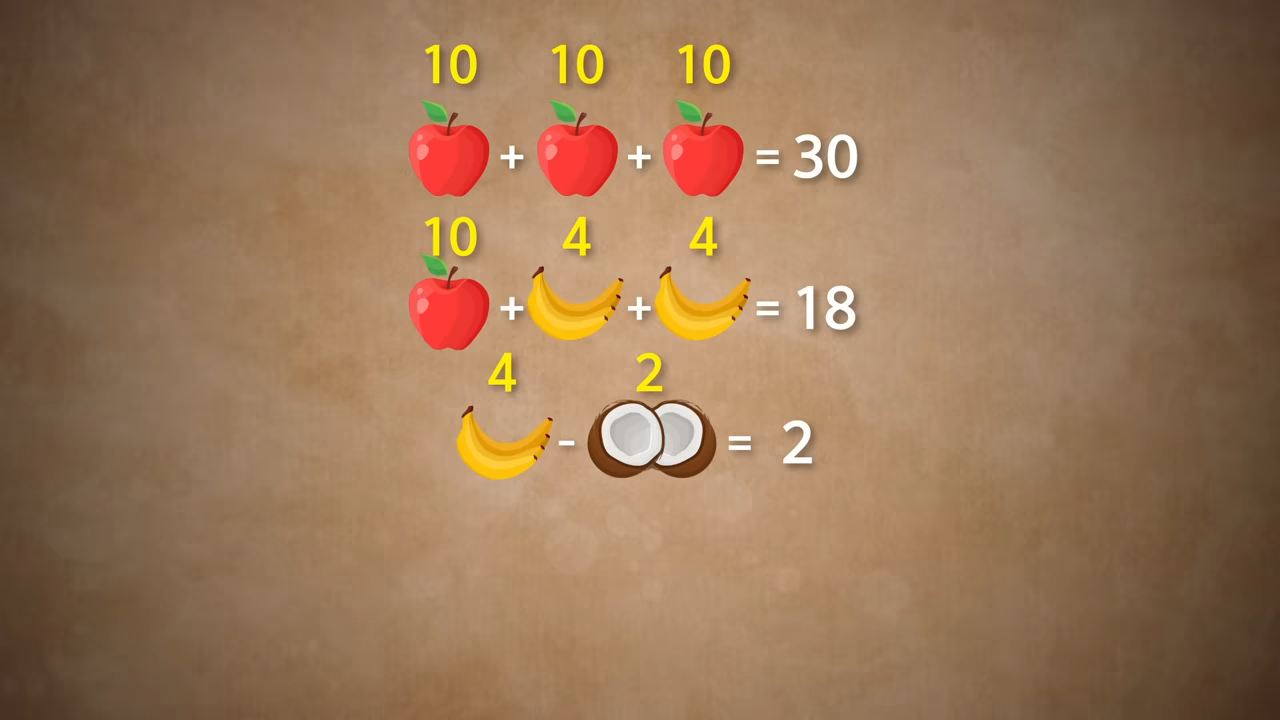 10 10 10
+ + = 30
10 4 4
+ + = 18
4 2
- = 2